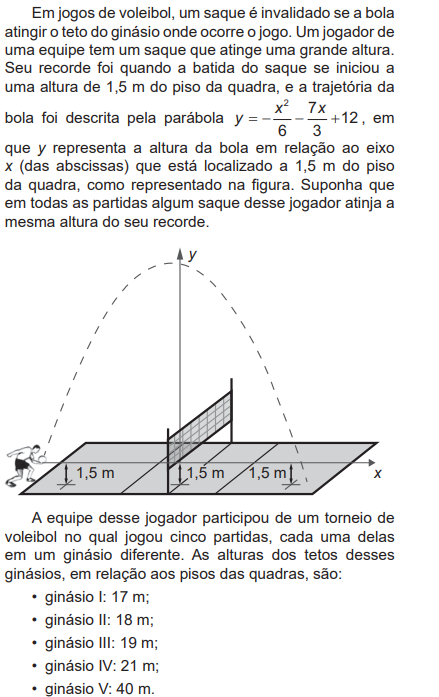 Em jogos de voleibol, um saque é invalidado se a bola
atingir o teto do ginásio onde ocorre o jogo. Um jogador de
uma equipe tem um saque que atinge uma grande altura.
Seu recorde foi quando a batida do saque se iniciou a
uma altura de 1,5 m do piso da quadra, e a trajetória da
bola foi descrita pela parábola y = −x²/6 − 7x/3 +12, em
que y representa a altura da bola em relação ao eixo
x (das abscissas) que está localizado a 1,5 m do piso
da quadra, como representado na figura. Suponha que
em todas as partidas algum saque desse jogador atinja a
mesma altura do seu recorde.
y
1,5 m 1,5 m 1,5 m
x
A equipe desse jogador participou de um torneio de
voleibol no qual jogou cinco partidas, cada uma delas
em um ginásio diferente. As alturas dos tetos desses
ginásios, em relação aos pisos das quadras, são:
• ginásio I: 17 m;
• ginásio II: 18 m;
• ginásio III: 19 m;
• ginásio IV: 21 m;
• ginásio V: 40 m.